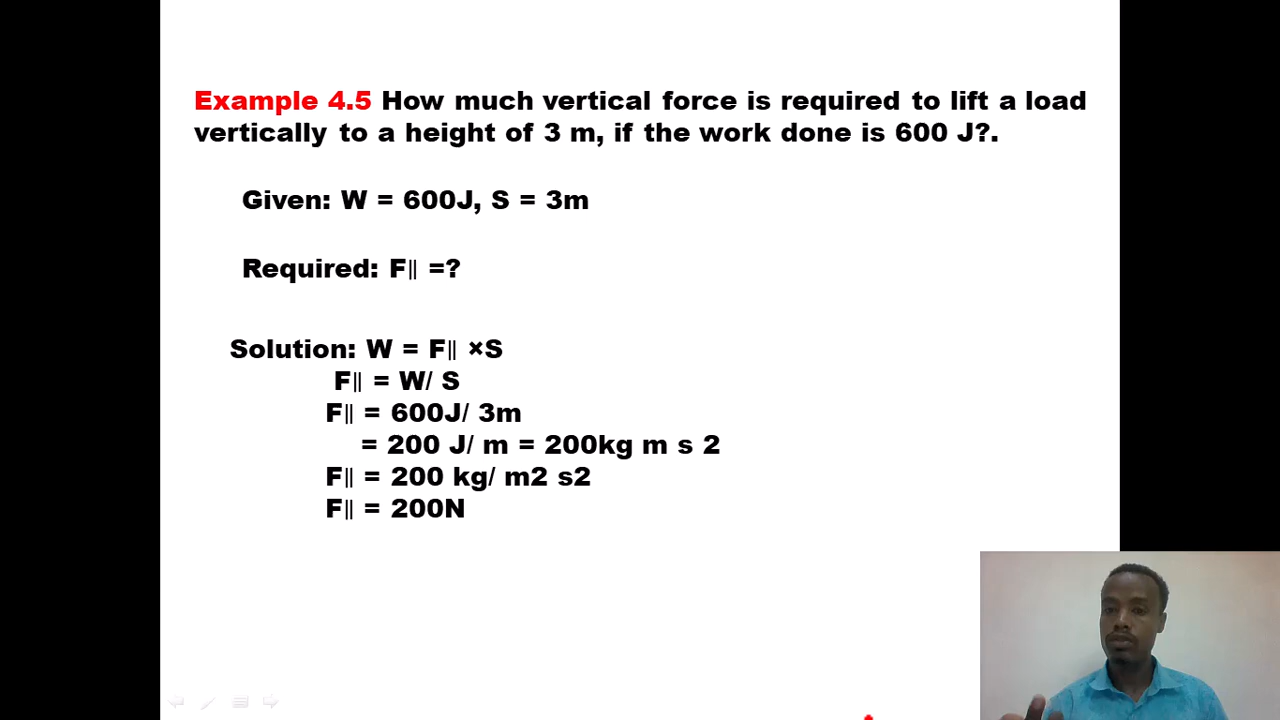 Example 4.5 How much vertical force is required to lift a load
vertically to a height of 3 m, if the work done is 600 J?.
Given: W = 600J, S = 3m
Required: F∥ =?
Solution: W = F∥ ×S
F∥ = W/ S
F∥ = 600J/ 3m
= 200 J/ m = 200kg m s 2
F∥ = 200 kg/ m2 s2
F∥ = 200N